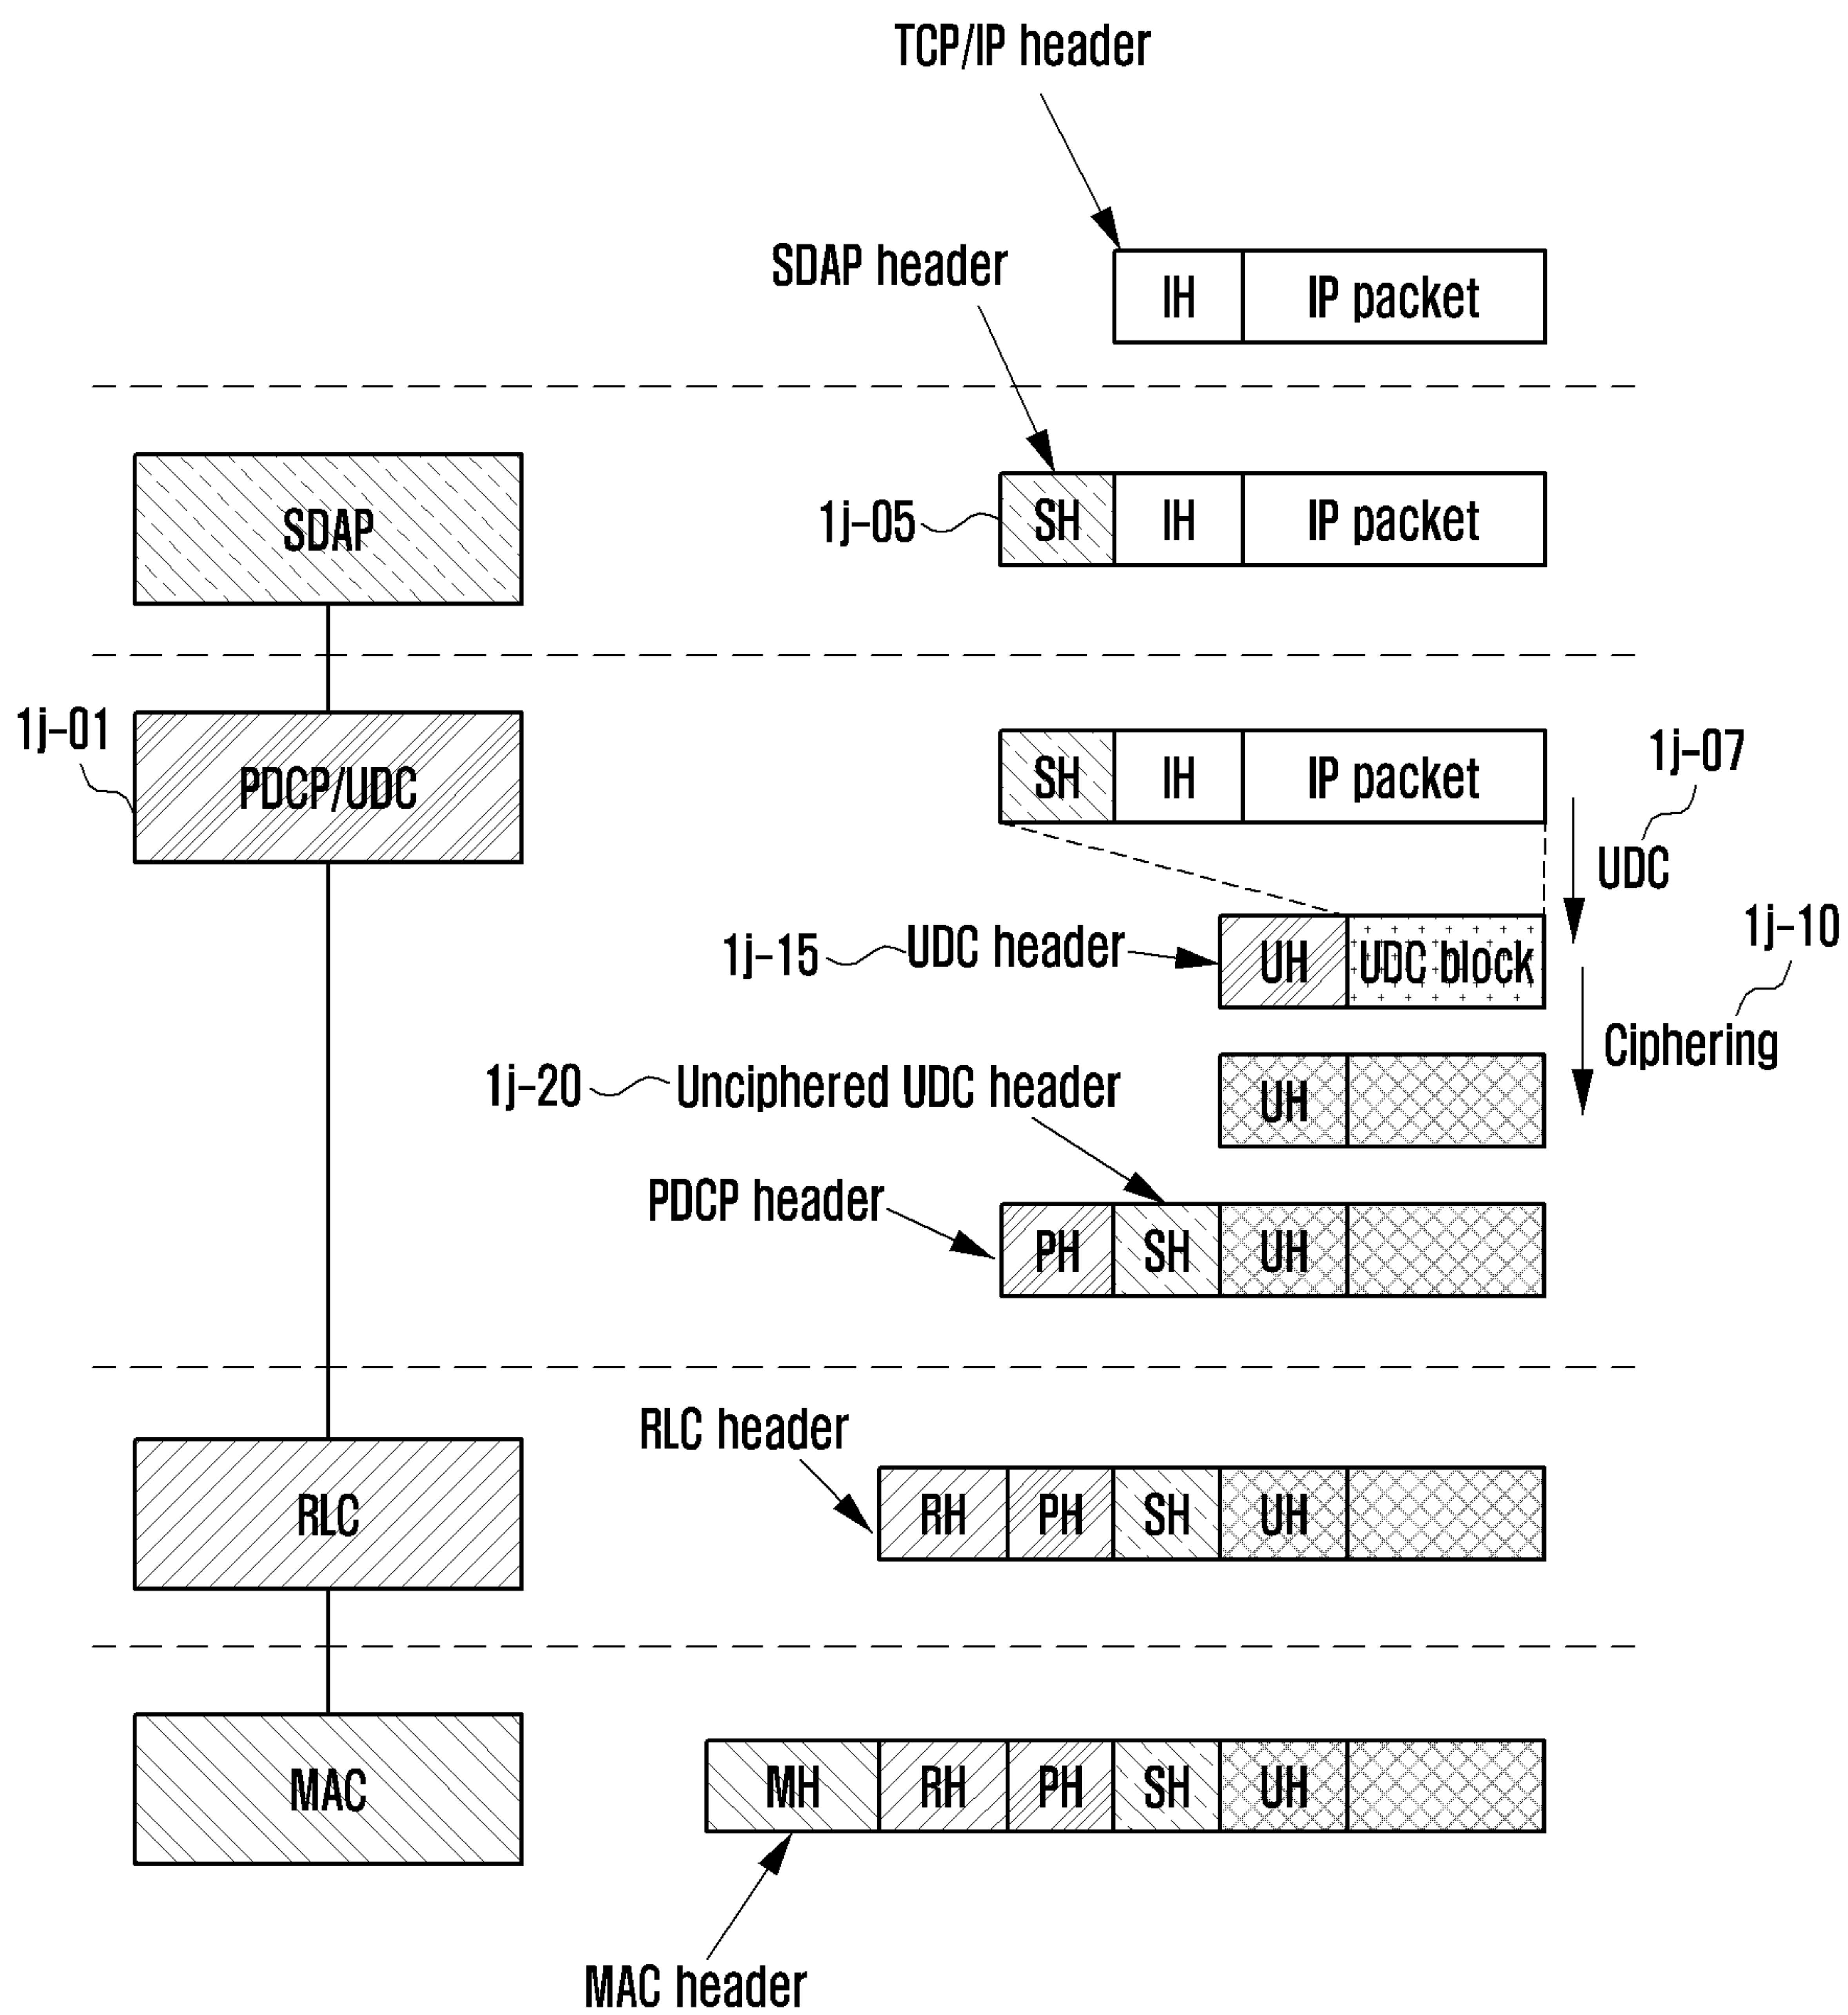 TCP/IP header
IH IP packet
SDAP header
SDAP
1j-05 SH IH IP packet
1j-01
PDCP/UDC
SH IH IP packet
1j-07
UDC
1j-15 UDC header UH UDC block
1j-10
Ciphering
1j-20 Unciphered UDC header
UH
PDCP header
PH SH UH
RLC header
RLC
RH PH SH UH
MAC
MH RH PH SH UH
MAC header